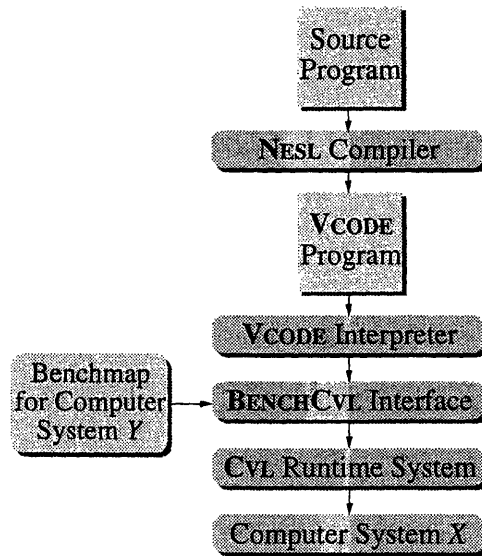 Source
Program
NESL Compiler
VCODE
Program
VCODE Interpreter
Benchmap
for Computer
System Y
BENCHCVL Interface
CVL Runtime System
Computer System X